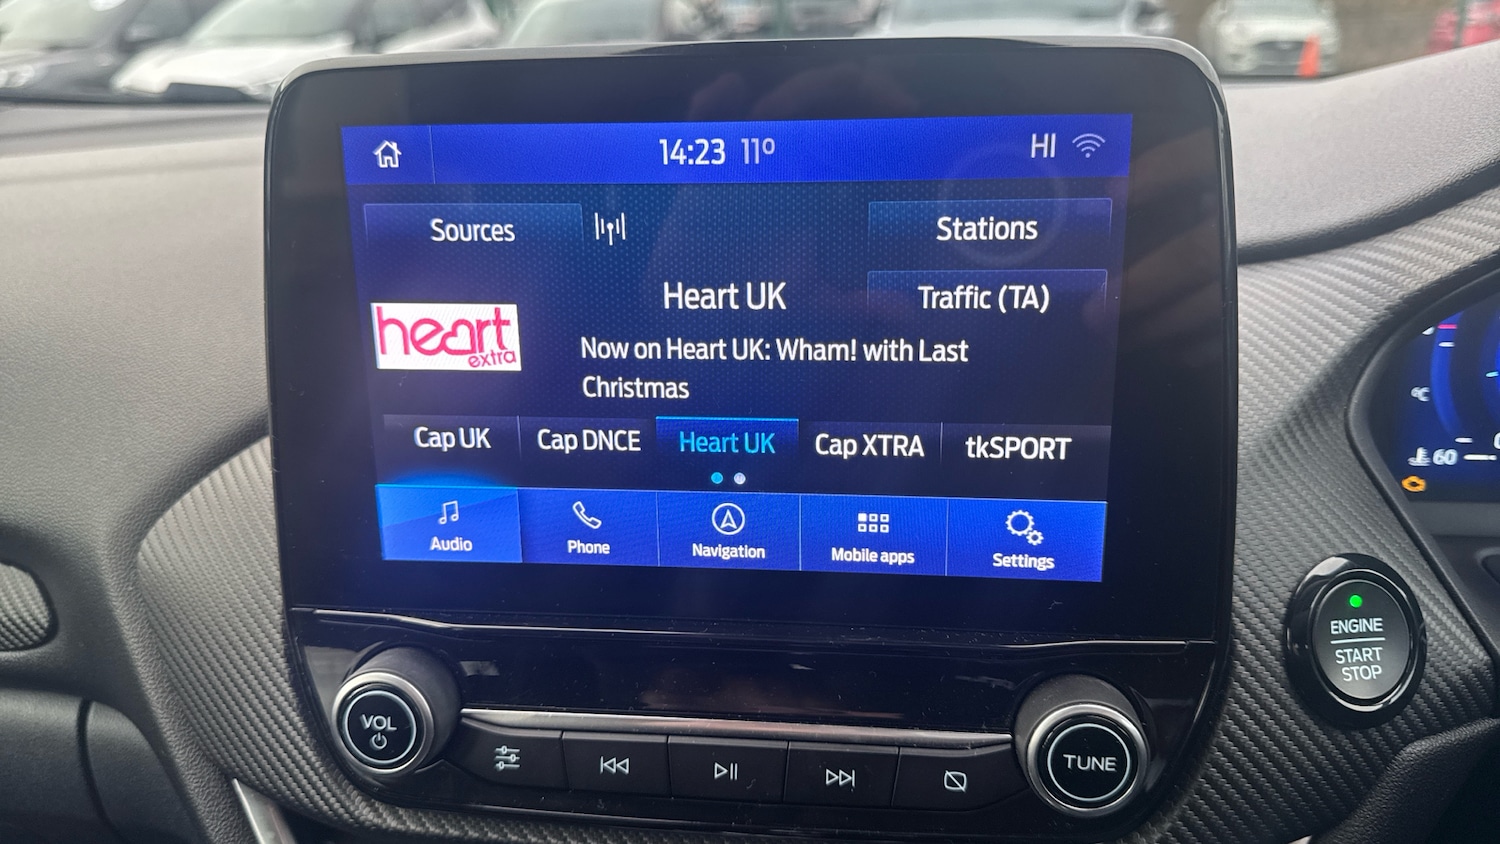 14:23 11°
HI
Sources
Stations
Heart UK
Traffic (TA)
heart
extra
Now on Heart UK: Wham! with Last
Christmas
Cap UK
Cap DNCE
Heart UK
Cap XTRA
tkSPORT
Audio
Phone
Navigation
Mobile apps
Settings
°C
60
ENGINE
START
STOP
VOL
TUNE